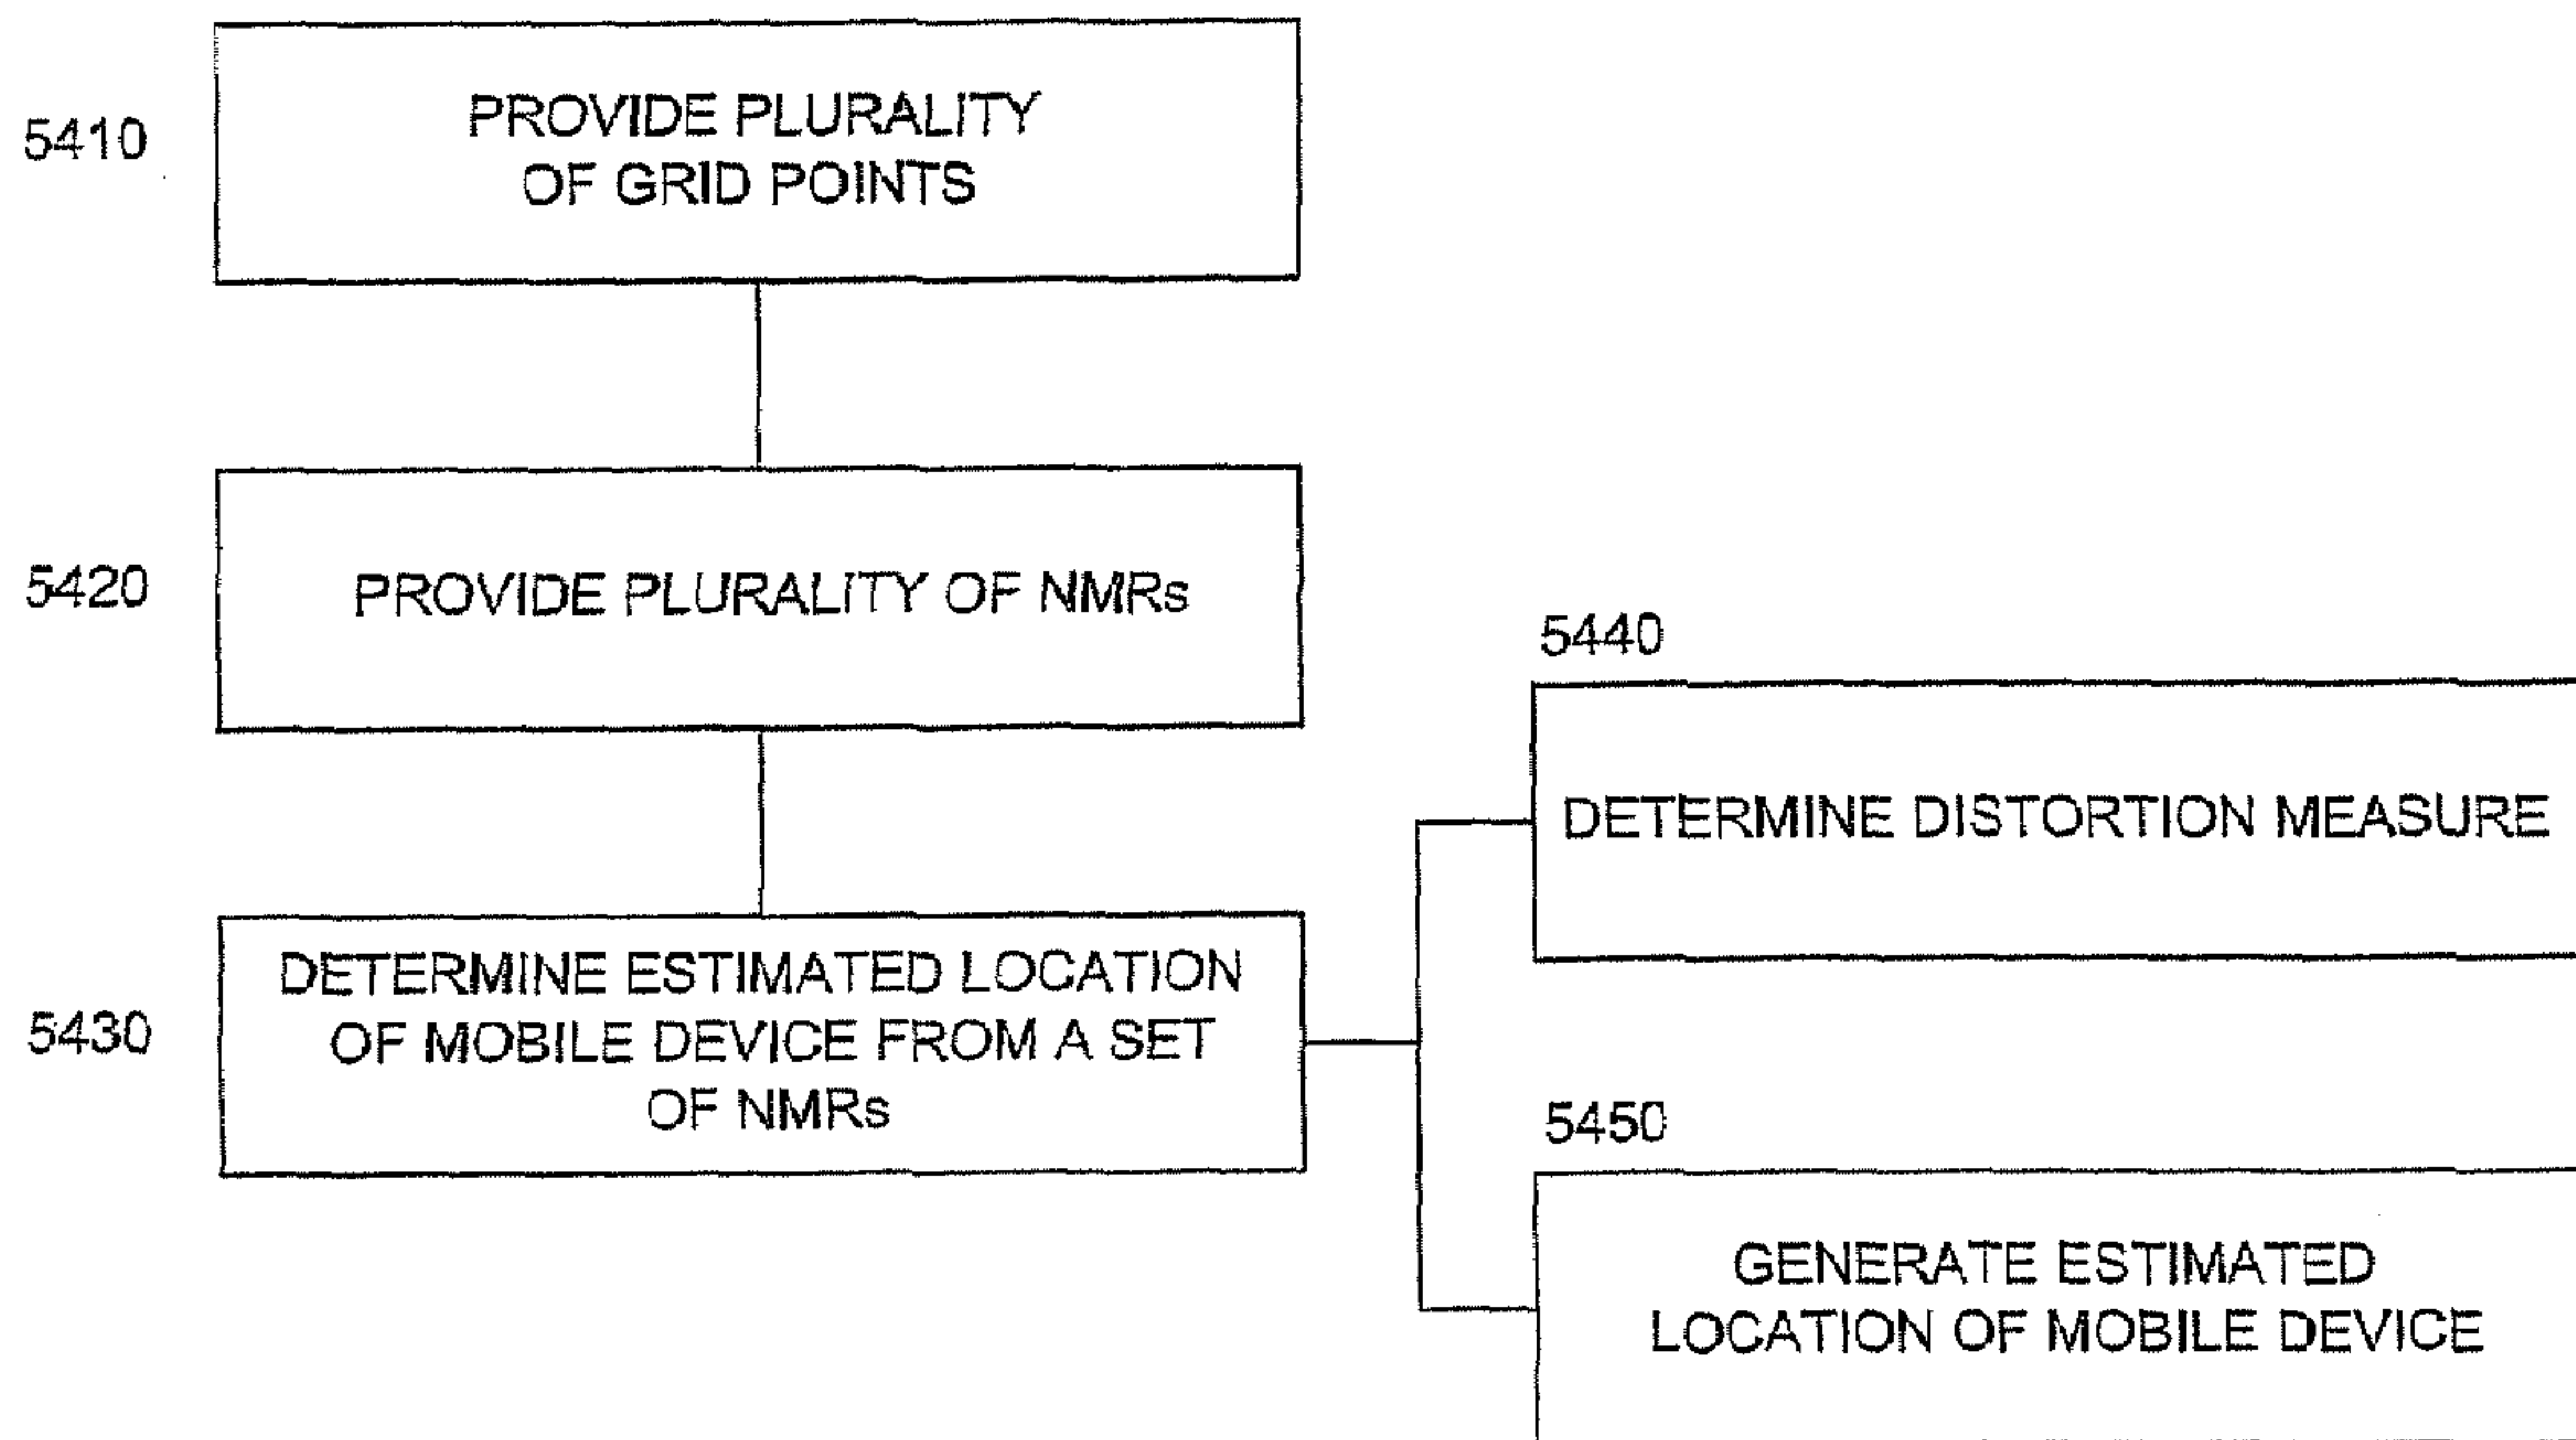 5410
PROVIDE PLURALITY
OF GRID POINTS
5420
PROVIDE PLURALITY OF NMRs
5430
DETERMINE ESTIMATED LOCATION
OF MOBILE DEVICE FROM A SET
OF NMRs
5440
DETERMINE DISTORTION MEASURE
5450
GENERATE ESTIMATED
LOCATION OF MOBILE DEVICE